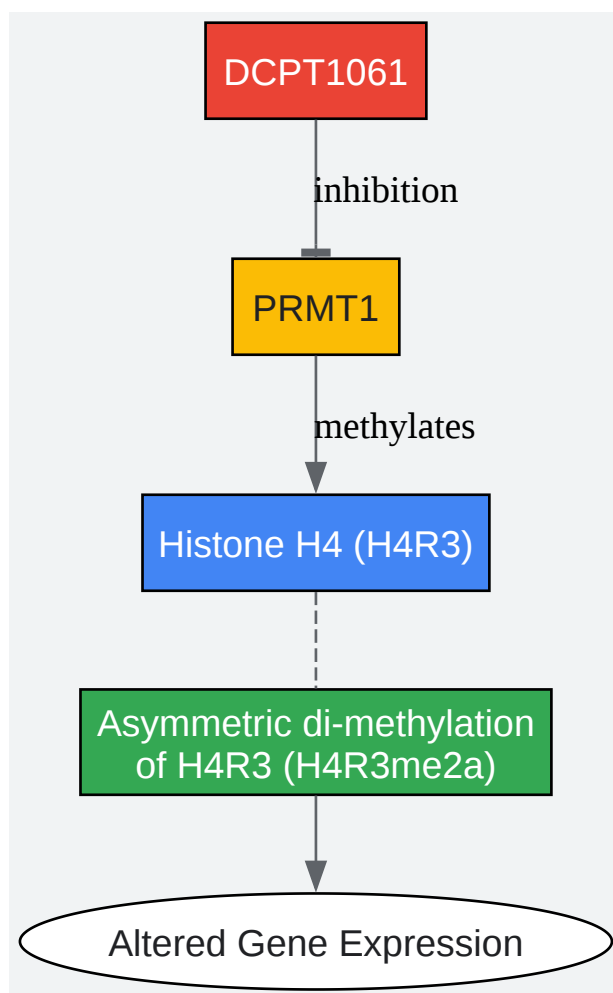 DCPT1061
inhibition
PRMT1
methylates
Histone H4 (H4R3)
Asymmetric di-methylation
of H4R3 (H4R3me2a)
Altered Gene Expression